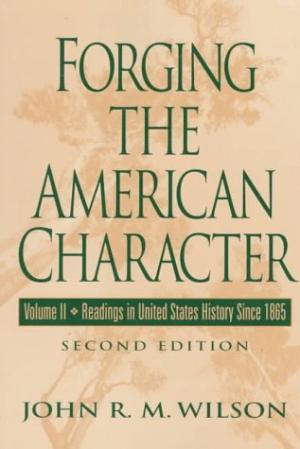 FORGING
THE
AMERICAN
CHARACTER
Volume II ❖ Readings in United States History Since 1865
SECOND EDITION
JOHN R. M. WILSON